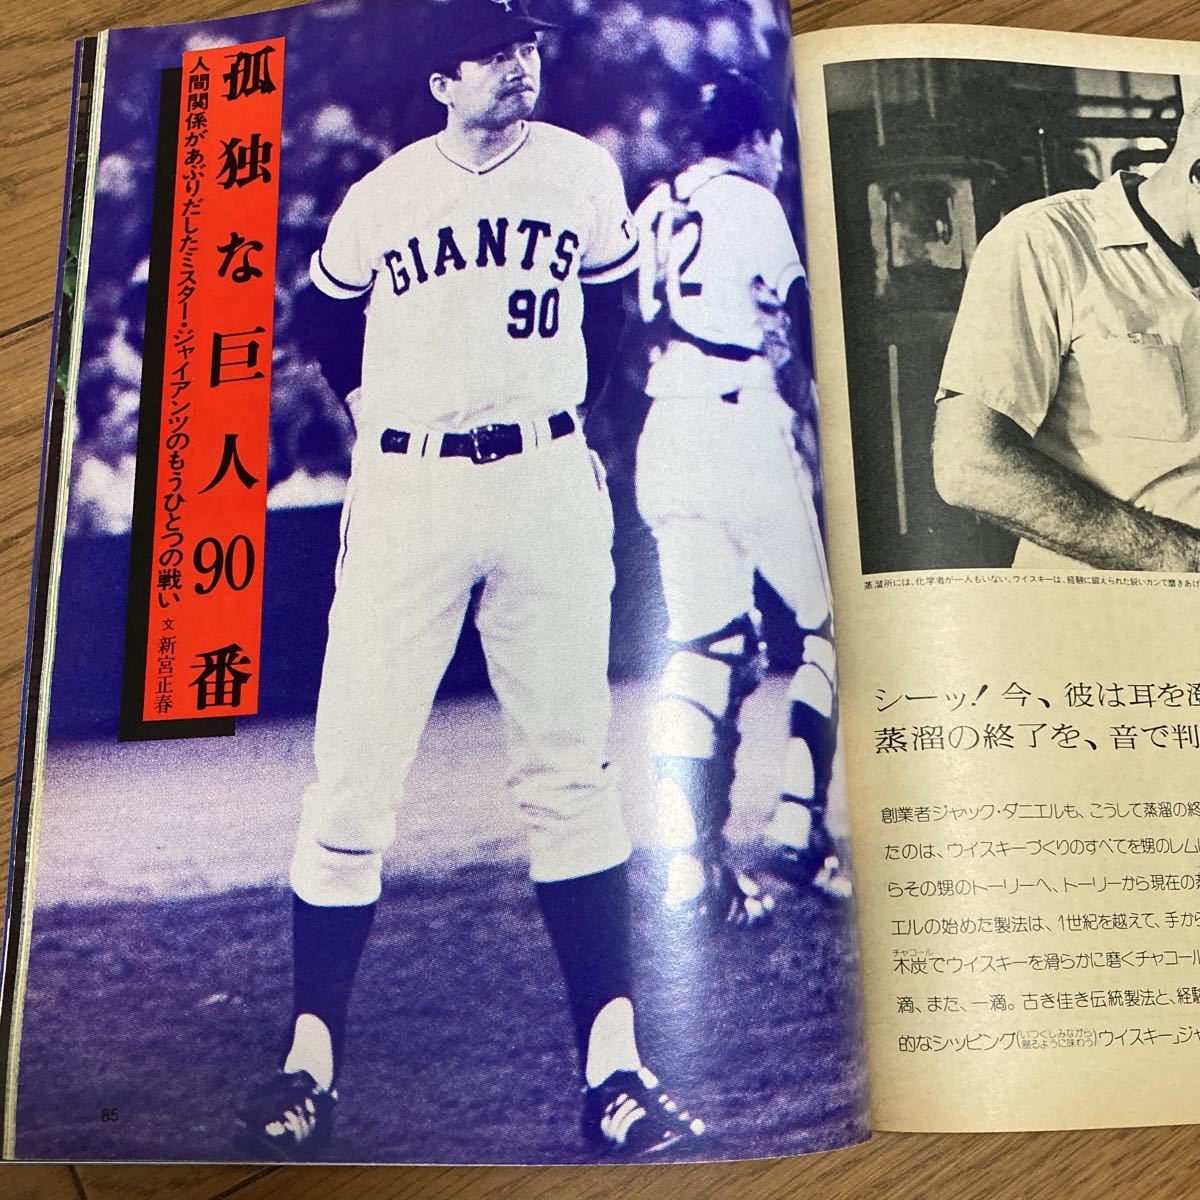 孤独な巨人90番
人間関係があぶりだしたミスター・ジャイアンツのもうひとつの戦い
文 新宮正春
GIANTS
90
12
85
蒸溜所には、化学者が一人もいない。ウイスキーは、経験に鍛えられた鋭いカンで磨きあげ
シーッ!今、彼は耳を澄
蒸溜の終了を、音で判
創業者ジャック・ダニエルも、こうして蒸溜の終
たのは、ウイスキーづくりのすべてを甥のレムに
らその甥のトーリーへ、トーリーから現在の
エルの始めた製法は、1世紀を越えて、手から
木炭(チャコール)でウイスキーを滑らかに磨くチャコール
滴、また、一滴。古き佳き伝統製法と、経験
的なシッピング(いつくしみながら啜るように味わう)ウイスキー」ジャ